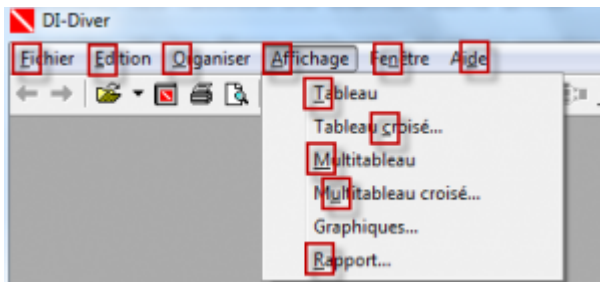 DI-Diver
Fichier Edition Organiser Affichage Fenêtre Aide
Tableau
Tableau croisé...
Multitableau
Multitableau croisé...
Graphiques...
Rapport...